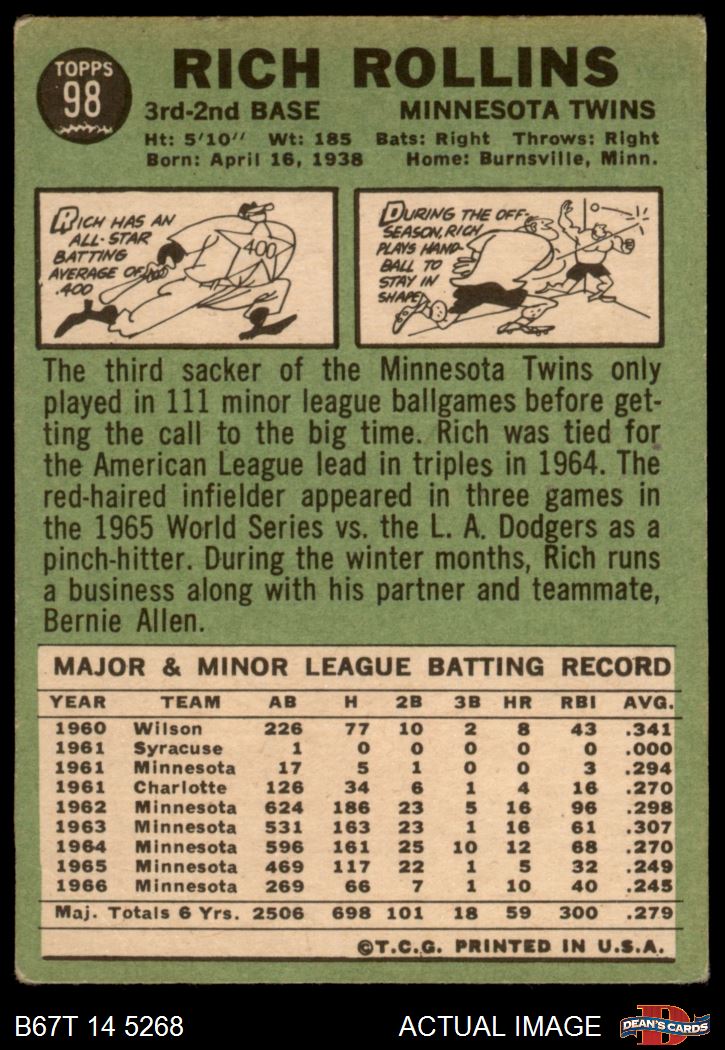 TOPPS
98
RICH ROLLINS
3rd-2nd BASE MINNESOTA TWINS
Ht: 5'10" Wt: 185 Bats: Right Throws: Right
Born: April 16, 1938 Home: Burnsville, Minn.
RICH HAS AN
ALL-STAR
BATTING
AVERAGE OF
.400
400
DURING THE OFF-
SEASON, RICH
PLAYS HAND-
BALL TO
STAY IN
SHAPE
The third sacker of the Minnesota Twins only
played in 111 minor league ballgames before get-
ting the call to the big time. Rich was tied for
the American League lead in triples in 1964. The
red-haired infielder appeared in three games in
the 1965 World Series vs. the L. A. Dodgers as a
pinch-hitter. During the winter months, Rich runs
a business along with his partner and teammate,
Bernie Allen.
MAJOR & MINOR LEAGUE BATTING RECORD
YEAR TEAM AB H 2B 3B HR RBI AVG.
1960 Wilson 226 77 10 2 8 43 .341
1961 Syracuse 1 0 0 0 0 0 .000
1961 Minnesota 17 5 1 0 0 3 .294
1961 Charlotte 126 34 6 1 4 16 .270
1962 Minnesota 624 186 23 5 16 96 .298
1963 Minnesota 531 163 23 1 16 61 .307
1964 Minnesota 596 161 25 10 12 68 .270
1965 Minnesota 469 117 22 1 5 32 .249
1966 Minnesota 269 66 7 1 10 40 .245
Maj. Totals 6 Yrs. 2506 698 101 18 59 300 .279
©T.C.G. PRINTED IN U.S.A.
B67T 14 5268 ACTUAL IMAGE D DEAN'S CARDS